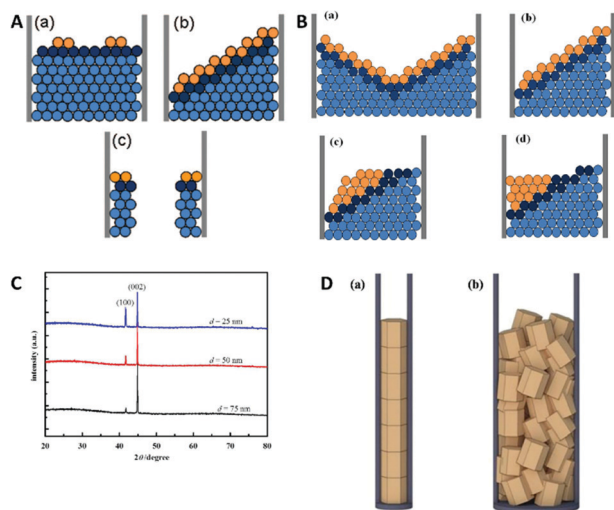 A
(a)
(b)
(c)
B
(a)
(b)
(c)
(d)
C
(002)
(100)
d = 25 nm
d = 50 nm
d = 75 nm
intensity (a.u.)
20 30 40 50 60 70 80
2θ/degree
D
(a)
(b)